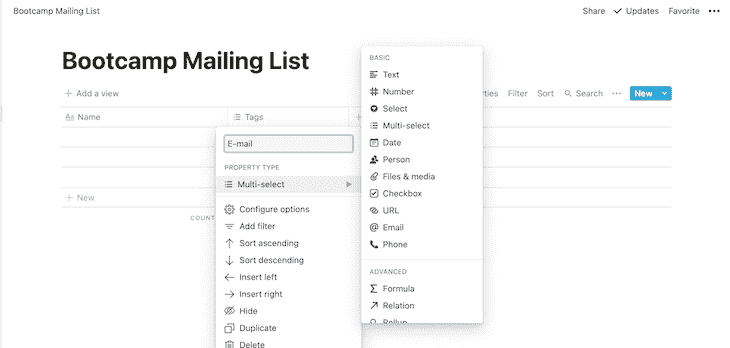 Bootcamp Mailing List
Share Updates Favorite
Bootcamp Mailing List
Add a view
Filter Sort Search New
Name
Tags
New
COUNT
E-mail
PROPERTY TYPE
Multi-select
Configure options
Add filter
Sort ascending
Sort descending
Insert left
Insert right
Hide
Duplicate
Delete
BASIC
Text
Number
Select
Multi-select
Date
Person
Files & media
Checkbox
URL
Email
Phone
ADVANCED
Formula
Relation
Rollup